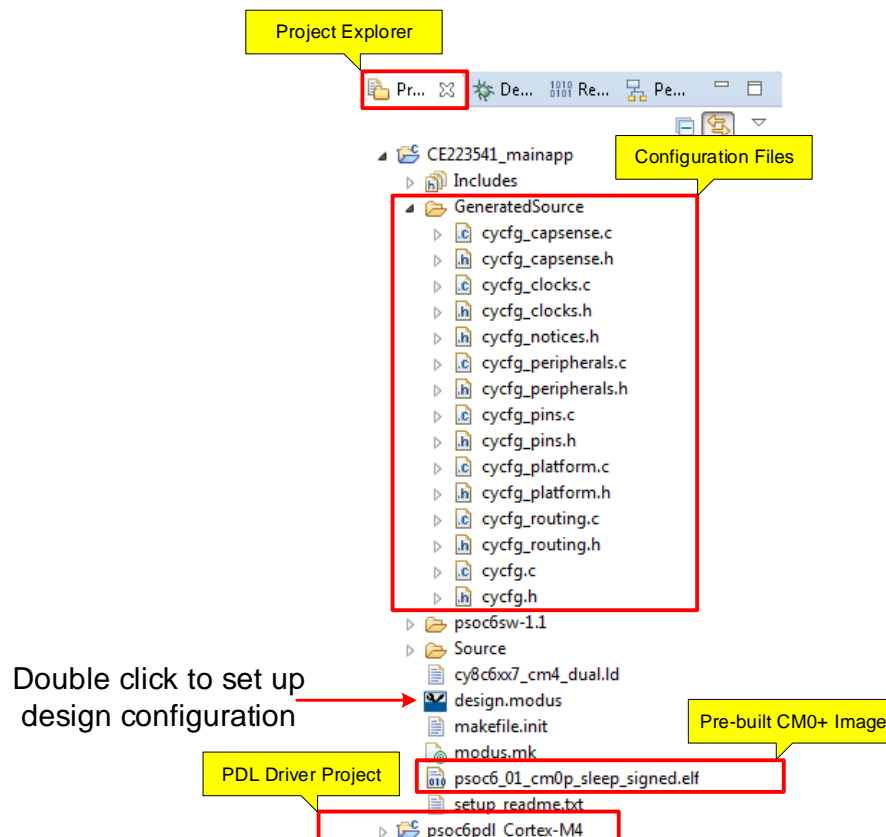 Project Explorer
Pr... De... Re... Pe...
CE223541_mainapp
Configuration Files
Includes
GeneratedSource
cycfg_capsense.c
cycfg_capsense.h
cycfg_clocks.c
cycfg_clocks.h
cycfg_notices.h
cycfg_peripherals.c
cycfg_peripherals.h
cycfg_pins.c
cycfg_pins.h
cycfg_platform.c
cycfg_platform.h
cycfg_routing.c
cycfg_routing.h
cycfg.c
cycfg.h
psoc6sw-1.1
Source
cy8c6xx7_cm4_dual.ld
Double click to set up
design configuration
design.modus
makefile.init
Pre-built CM0+ Image
modus.mk
PDL Driver Project
psoc6_01_cm0p_sleep_signed.elf
setup_readme.txt
psoc6pdl_Cortex-M4